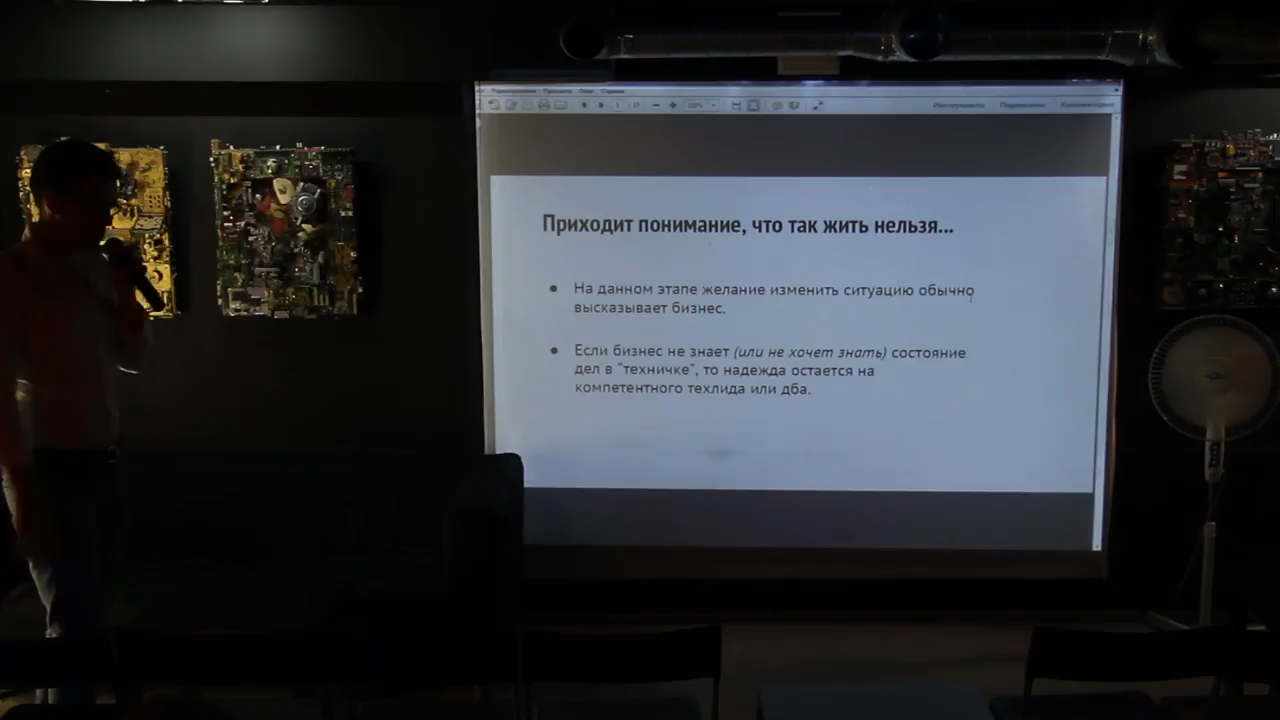 Приходит понимание, что так жить нельзя...
● На данном этапе желание изменить ситуацию обычно
высказывает бизнес.
● Если бизнес не знает (или не хочет знать) состояние
дел в "техничке", то надежда остается на
компетентного техлида или дба.